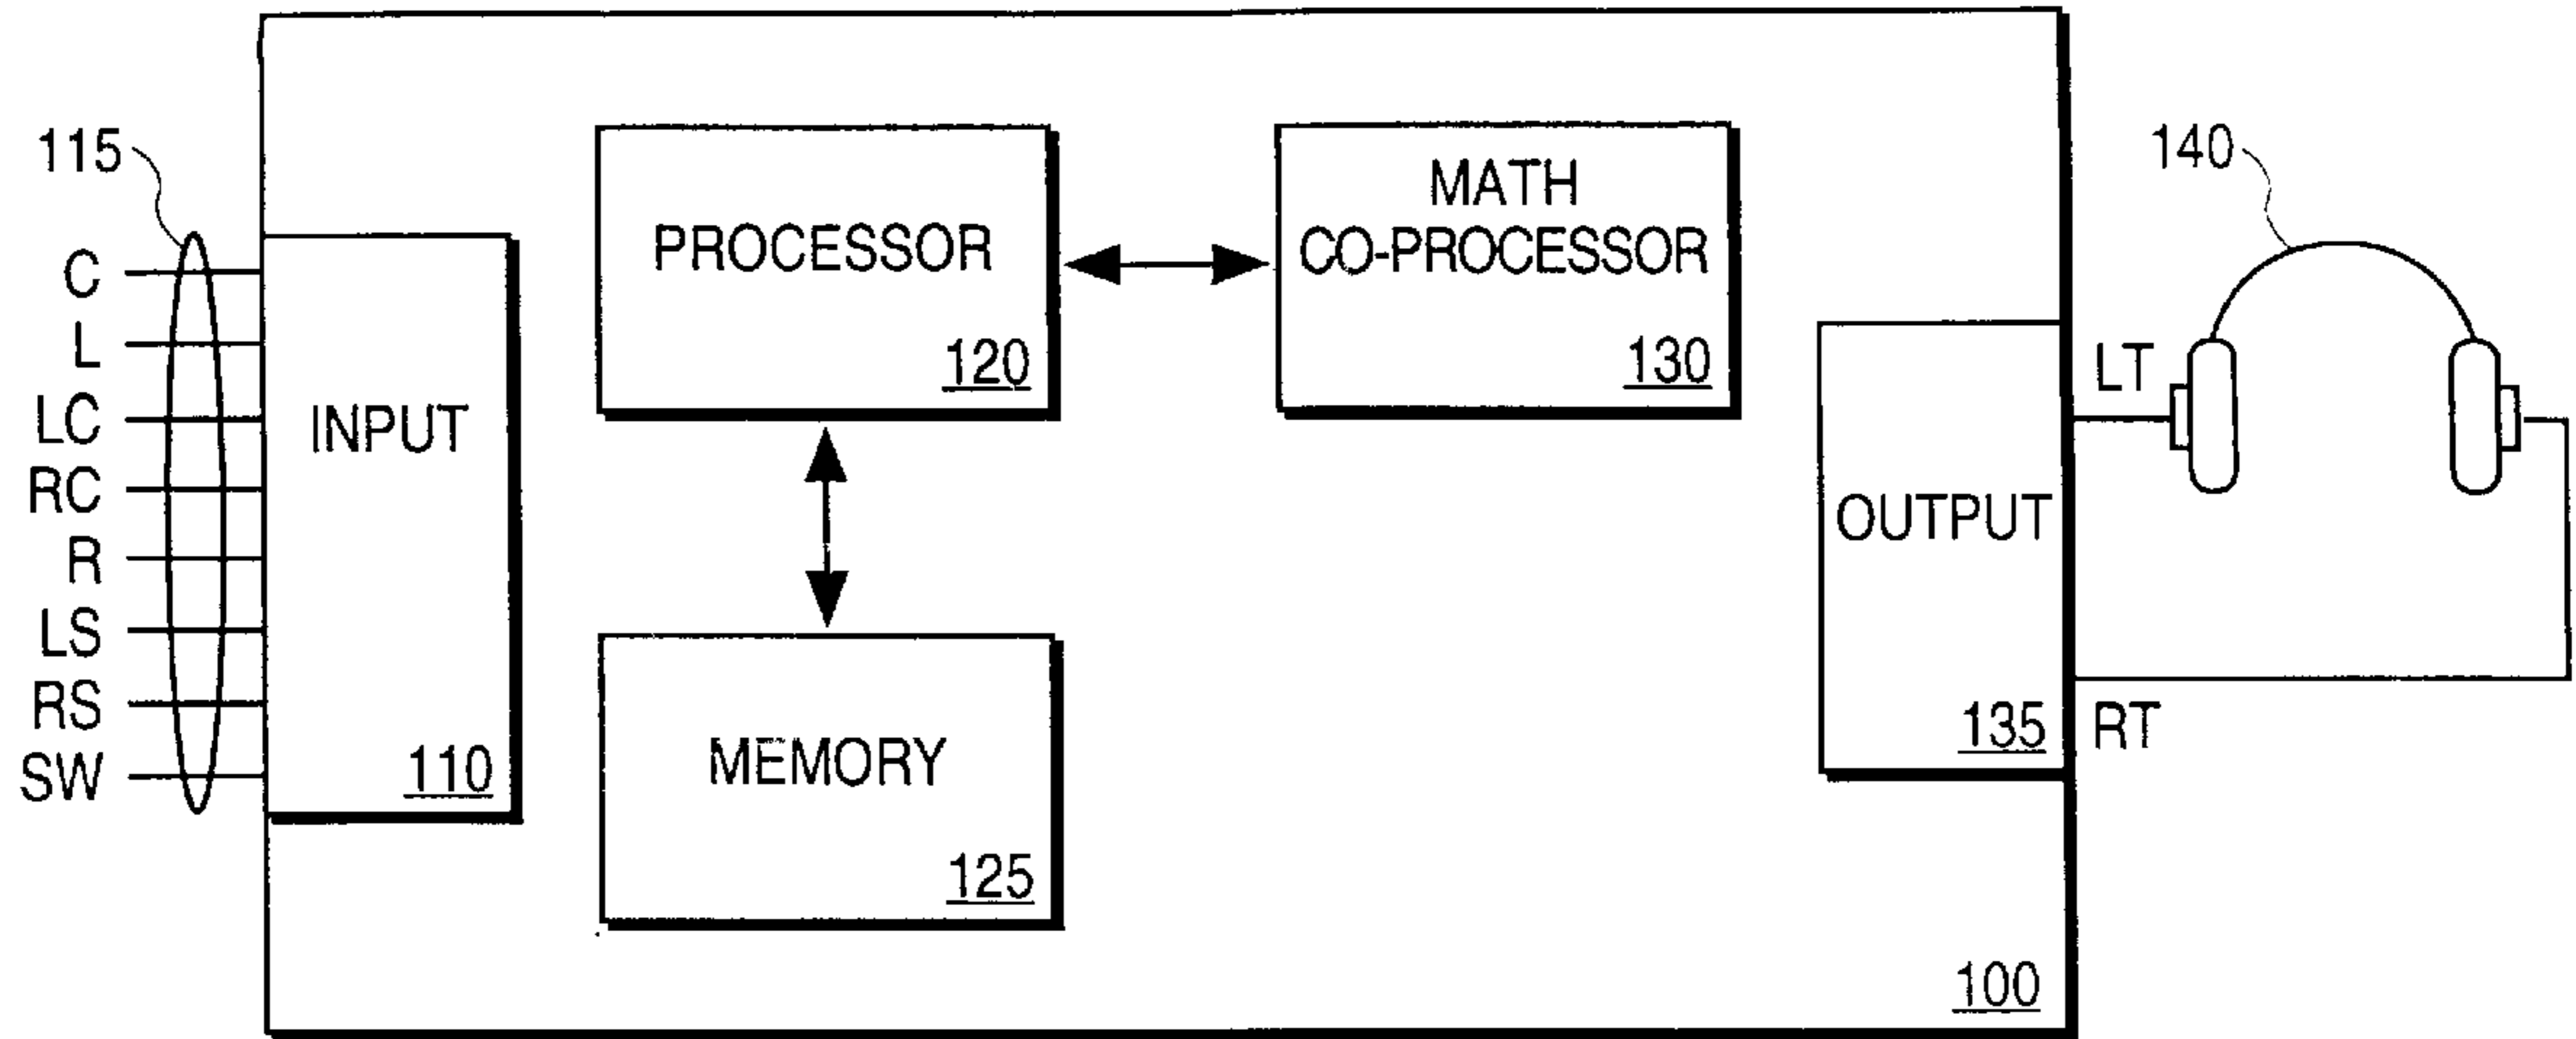 115
C
L
LC
RC
R
LS
RS
SW
INPUT
110
PROCESSOR
120
MATH
CO-PROCESSOR
130
MEMORY
125
OUTPUT
135
100
LT
RT
140